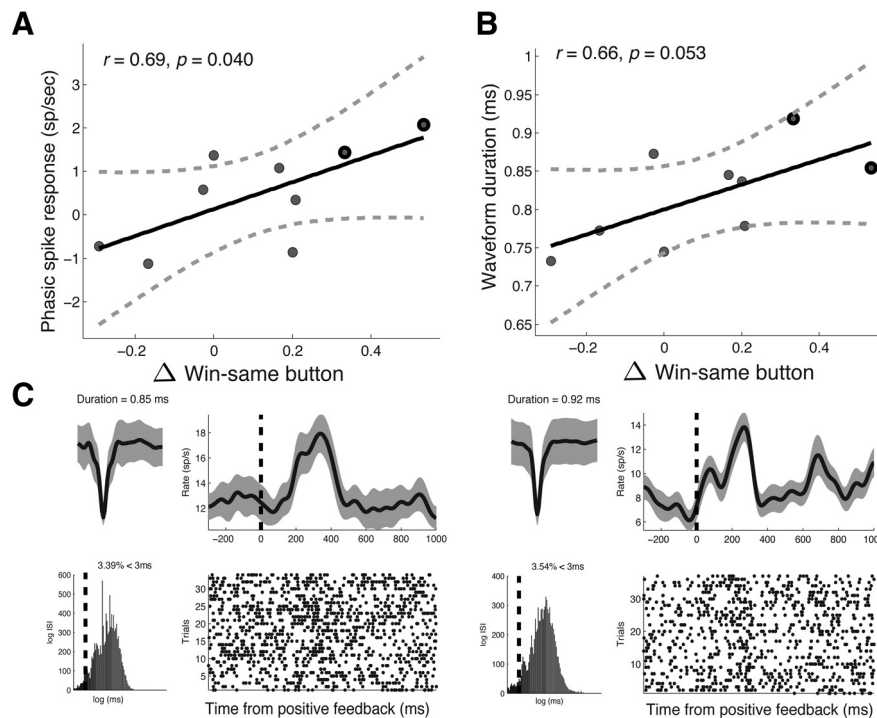 A
r = 0.69, p = 0.040
Phasic spike response (sp/sec)
3
2
1
0
−1
−2
−0.2
0
0.2
0.4
Δ Win-same button
B
r = 0.66, p = 0.053
Waveform duration (ms)
1
0.95
0.9
0.85
0.8
0.75
0.7
0.65
−0.2
0
0.2
0.4
Δ Win-same button
C
Duration = 0.85 ms
Rate (sp/s)
18
16
14
12
−200
0
200
400
600
800
1000
3.39% < 3ms
log ISI
600
500
400
300
200
100
0
log (ms)
Trials
30
25
20
15
10
5
Time from positive feedback (ms)
Duration = 0.92 ms
Rate (sp/s)
14
12
10
8
6
−200
0
200
400
600
800
1000
3.54% < 3ms
log ISI
500
400
300
200
100
0
log (ms)
Trials
30
20
10
Time from positive feedback (ms)